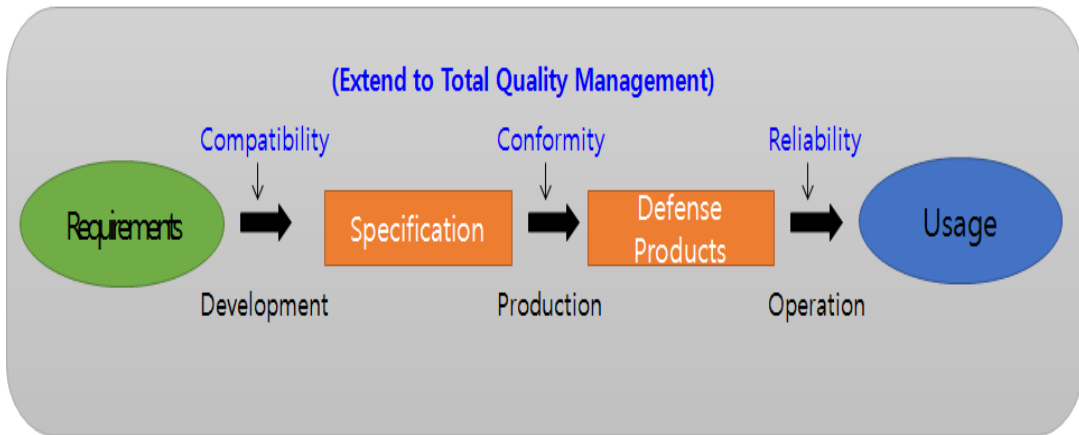 (Extend to Total Quality Management)
Compatibility
Conformity
Reliability
Requirements
Specification
Defense
Products
Usage
Development
Production
Operation